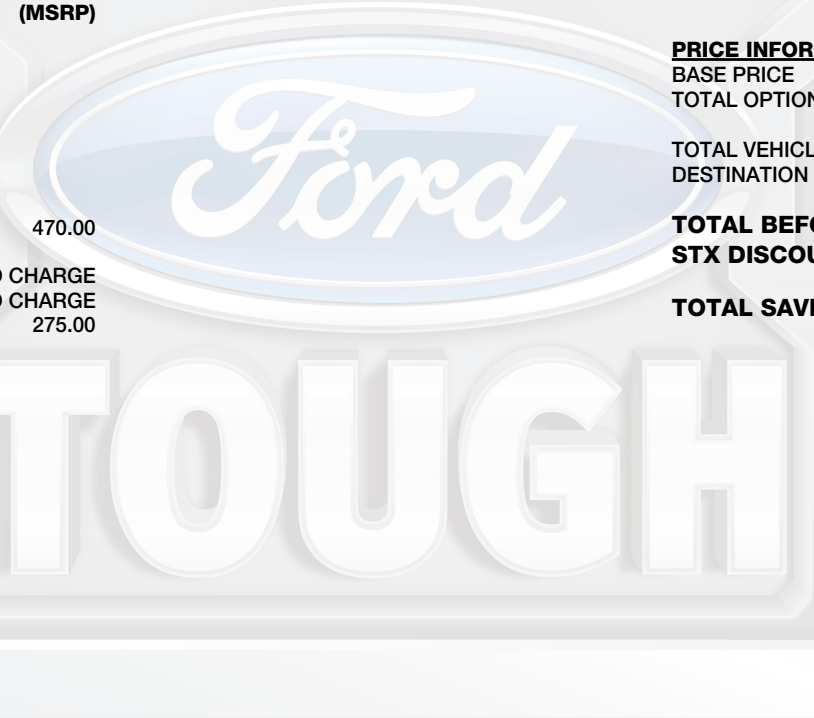 (MSRP)
470.00
O CHARGE
O CHARGE
275.00
PRICE INFOR
BASE PRICE
TOTAL OPTION
TOTAL VEHICL
DESTINATION
TOTAL BEFO
STX DISCOU
TOTAL SAVI
Ford
TOUGH